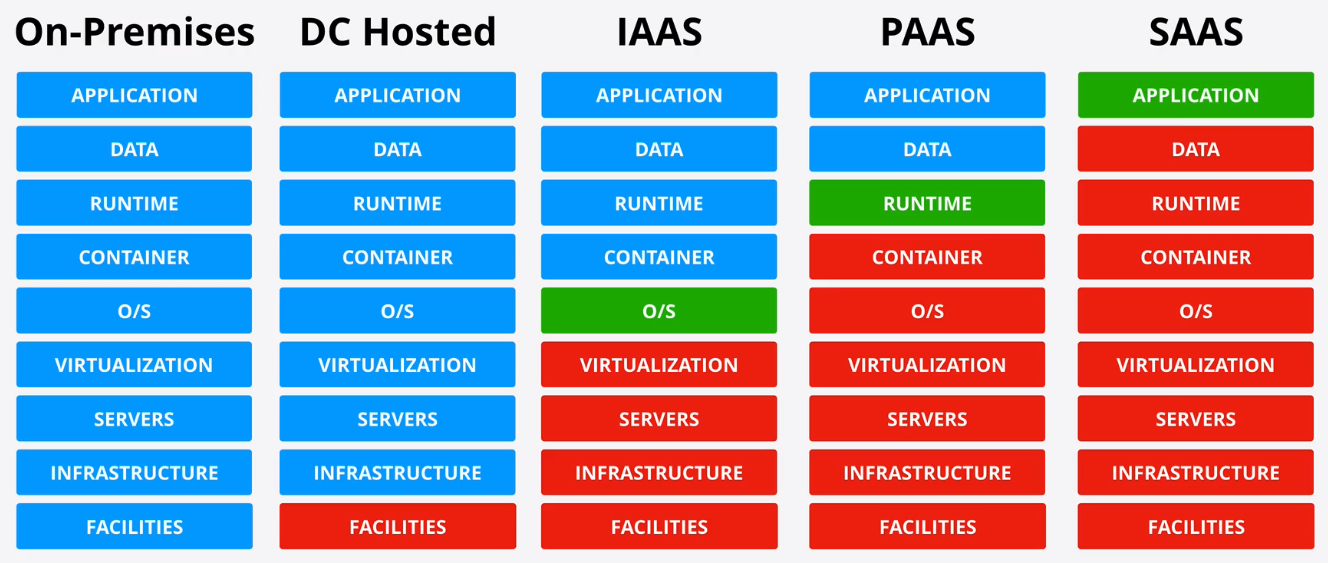 On-Premises DC Hosted IAAS PAAS SAAS
APPLICATION APPLICATION APPLICATION APPLICATION APPLICATION
DATA DATA DATA DATA DATA
RUNTIME RUNTIME RUNTIME RUNTIME RUNTIME
CONTAINER CONTAINER CONTAINER CONTAINER CONTAINER
O/S O/S O/S O/S O/S
VIRTUALIZATION VIRTUALIZATION VIRTUALIZATION VIRTUALIZATION VIRTUALIZATION
SERVERS SERVERS SERVERS SERVERS SERVERS
INFRASTRUCTURE INFRASTRUCTURE INFRASTRUCTURE INFRASTRUCTURE INFRASTRUCTURE
FACILITIES FACILITIES FACILITIES FACILITIES FACILITIES